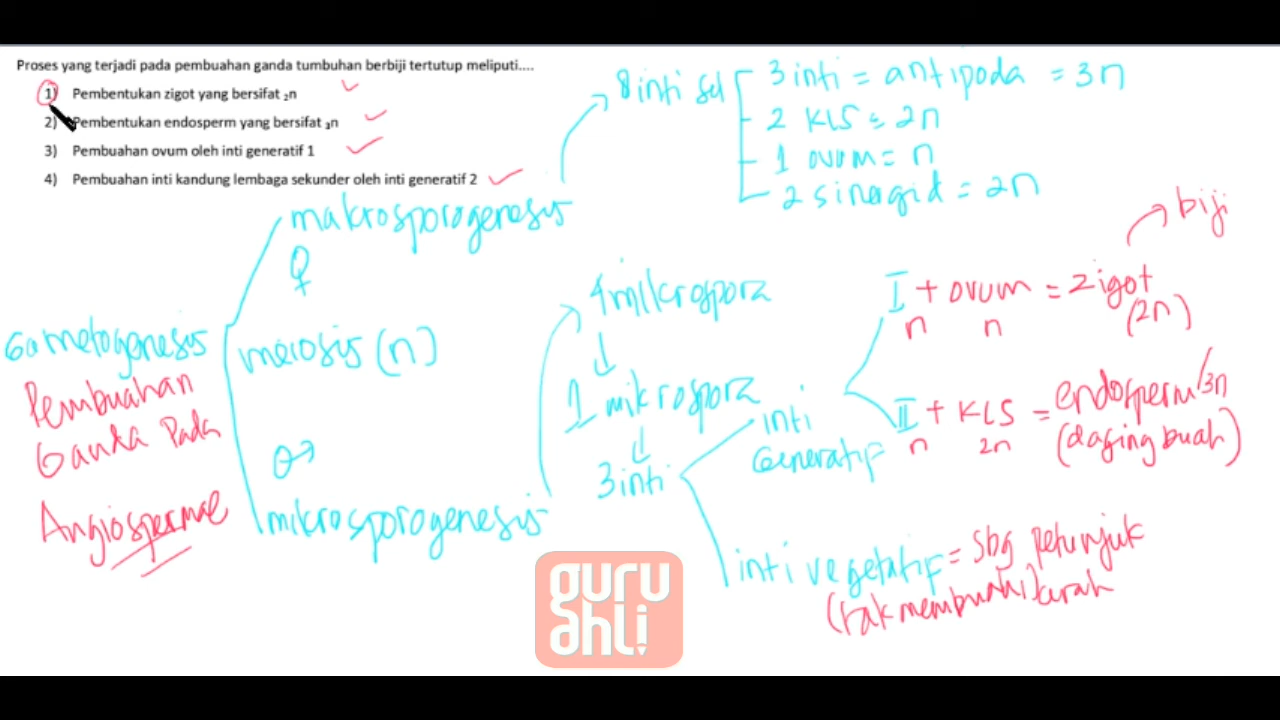 Proses yang terjadi pada pembuahan ganda tumbuhan berbiji tertutup meliputi....
1) Pembentukan zigot yang bersifat ₂n
2) Pembentukan endosperm yang bersifat ₃n
3) Pembuahan ovum oleh inti generatif 1
4) Pembuahan inti kandung lembaga sekunder oleh inti generatif 2
8 inti sel
3 inti = antipoda = 3n
2 KLS = 2n
1 ovum = n
2 sinergid = 2n
makrosporogenesis
♀
Gametogenesis
meiosis (n)
Pembuahan
Ganda Pada
Angiospermae
♂
mikrosporogenesis
4 mikrospora
1 mikrospora
3 inti
inti
Generatif
I + ovum = zigot
n n (2n)
biji
II + KLS = endosperm / 3n
n 2n (daging buah)
inti vegetatif = sbg petunjuk
(tak membuahi) arah
guru
ahli